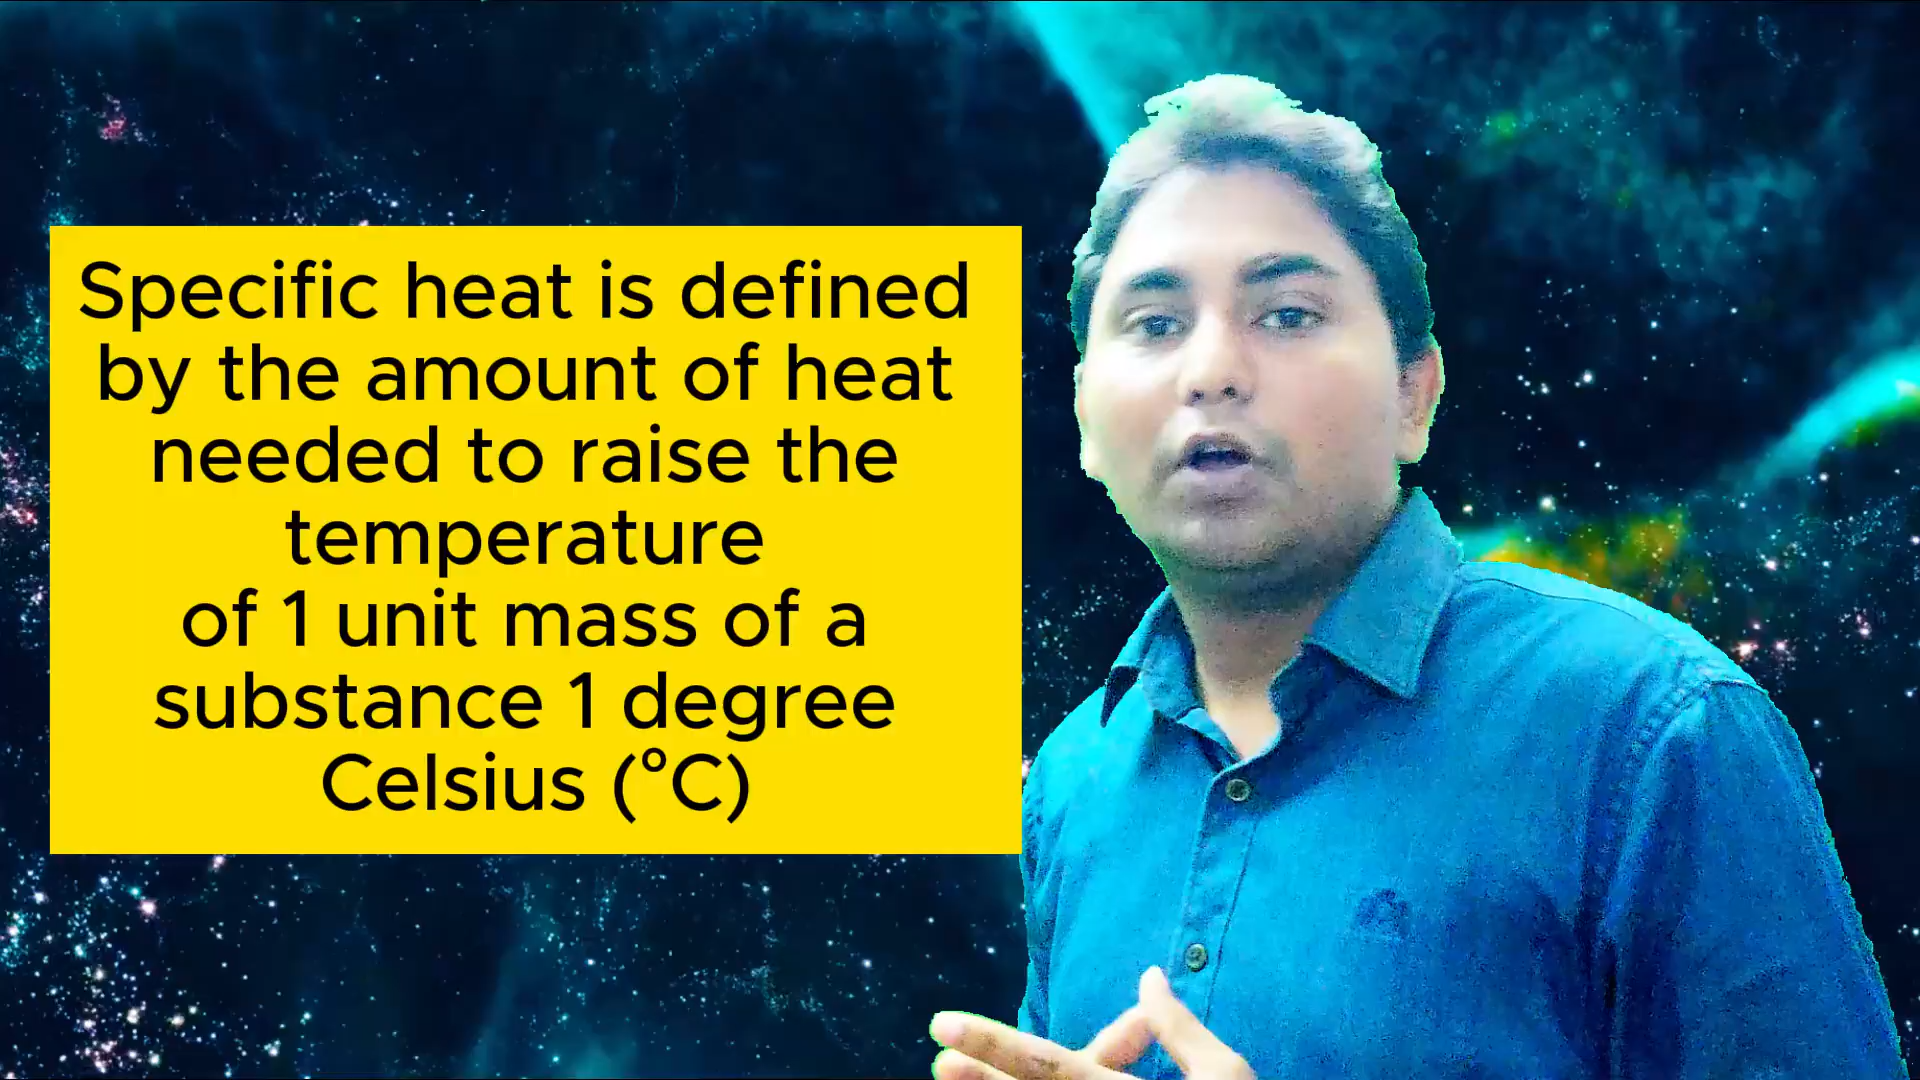 Specific heat is defined
by the amount of heat
needed to raise the
temperature
of 1 unit mass of a
substance 1 degree
Celsius (°C)